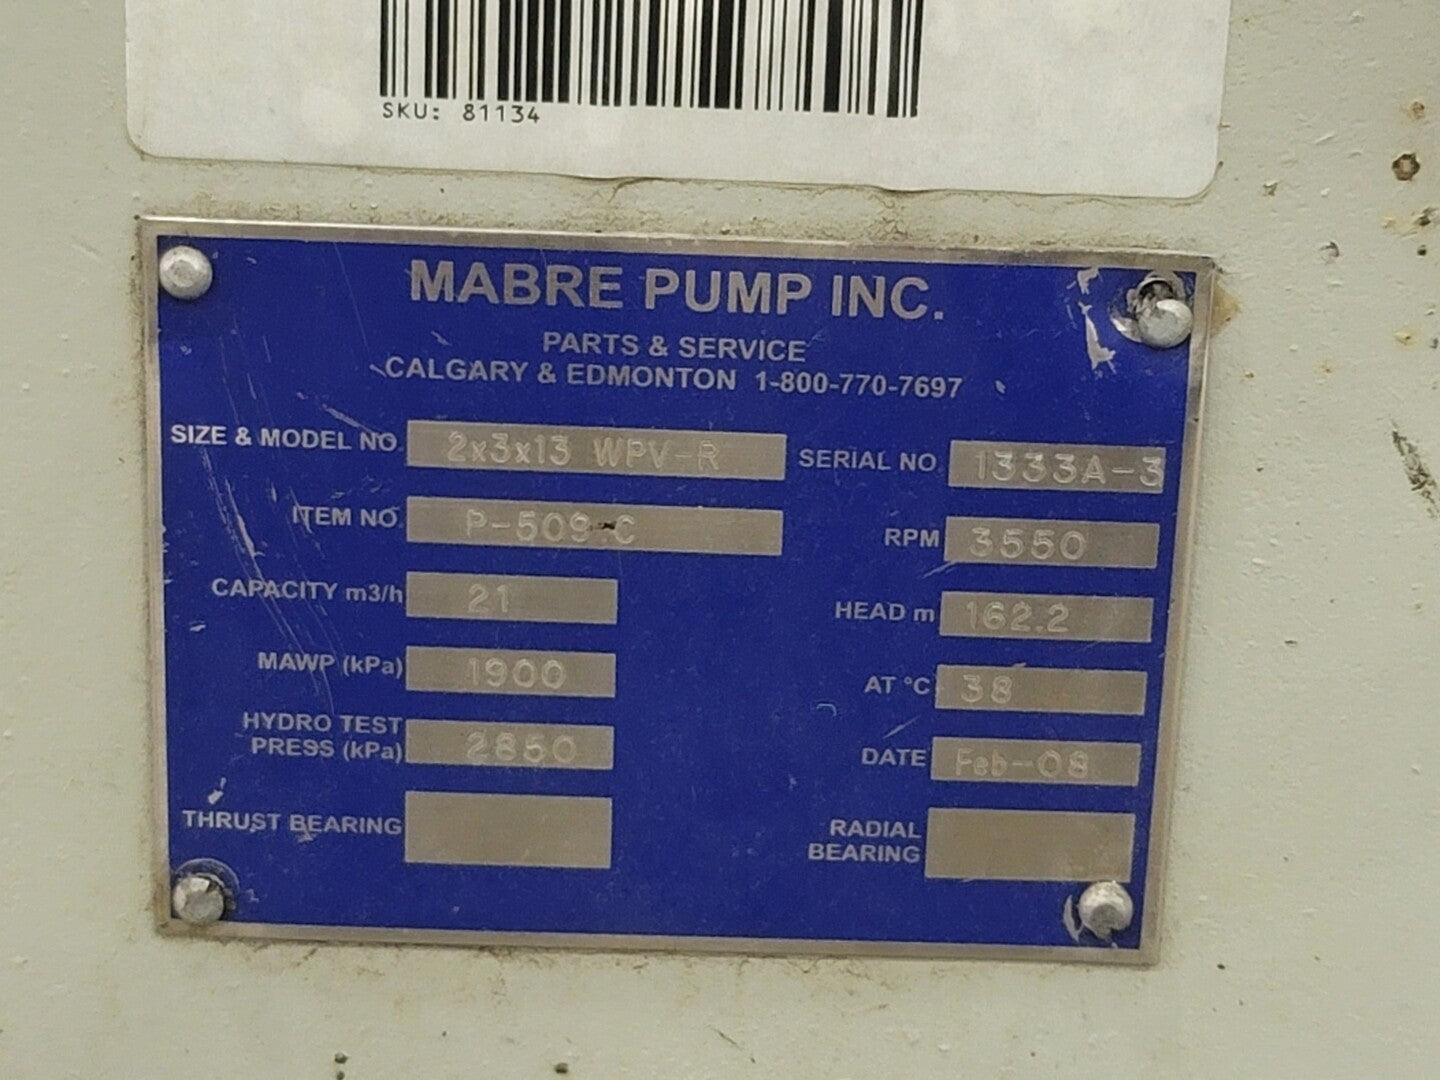 SKU: 81134
MABRE PUMP INC.
PARTS & SERVICE
CALGARY & EDMONTON 1-800-770-7697
SIZE & MODEL NO. 2x3x13 WPV-R SERIAL NO. 1333A-3
ITEM NO. P-509-C RPM 3550
CAPACITY m3/h 21 HEAD m 162.2
MAWP (kPa) 1900 AT °C 38
HYDRO TEST
PRESS (kPa) 2850 DATE Feb-08
THRUST BEARING RADIAL
BEARING